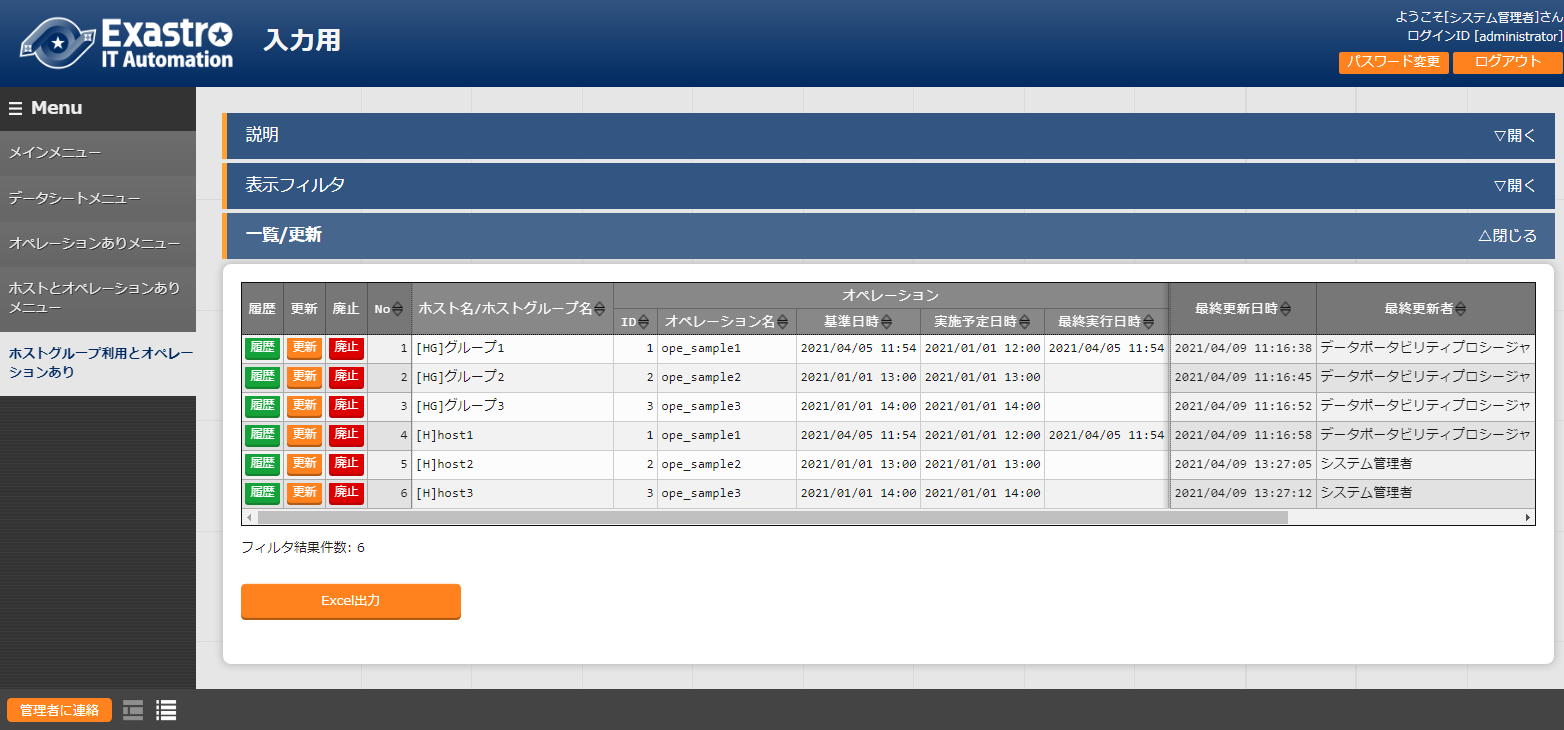 Exastro
IT Automation
入力用
ようこそ[システム管理者]さん
ログインID [administrator]
パスワード変更 ログアウト
Menu
メインメニュー
データシートメニュー
オペレーションありメニュー
ホストとオペレーションあり
メニュー
ホストグループ利用とオペレー
ションあり
説明 ▽開く
表示フィルタ ▽開く
一覧/更新 △閉じる
履歴 更新 廃止 No ホスト名/ホストグループ名 オペレーション 最終更新日時 最終更新者
ID オペレーション名 基準日時 実施予定日時 最終実行日時
履歴 更新 廃止 1 [HG]グループ1 1 ope_sample1 2021/04/05 11:54 2021/01/01 12:00 2021/04/05 11:54 2021/04/09 11:16:38 データポータビリティプロシージャ
履歴 更新 廃止 2 [HG]グループ2 2 ope_sample2 2021/01/01 13:00 2021/01/01 13:00 2021/04/09 11:16:45 データポータビリティプロシージャ
履歴 更新 廃止 3 [HG]グループ3 3 ope_sample3 2021/01/01 14:00 2021/01/01 14:00 2021/04/09 11:16:52 データポータビリティプロシージャ
履歴 更新 廃止 4 [H]host1 1 ope_sample1 2021/04/05 11:54 2021/01/01 12:00 2021/04/05 11:54 2021/04/09 11:16:58 データポータビリティプロシージャ
履歴 更新 廃止 5 [H]host2 2 ope_sample2 2021/01/01 13:00 2021/01/01 13:00 2021/04/09 13:27:05 システム管理者
履歴 更新 廃止 6 [H]host3 3 ope_sample3 2021/01/01 14:00 2021/01/01 14:00 2021/04/09 13:27:12 システム管理者
フィルタ結果件数: 6
Excel出力
管理者に連絡